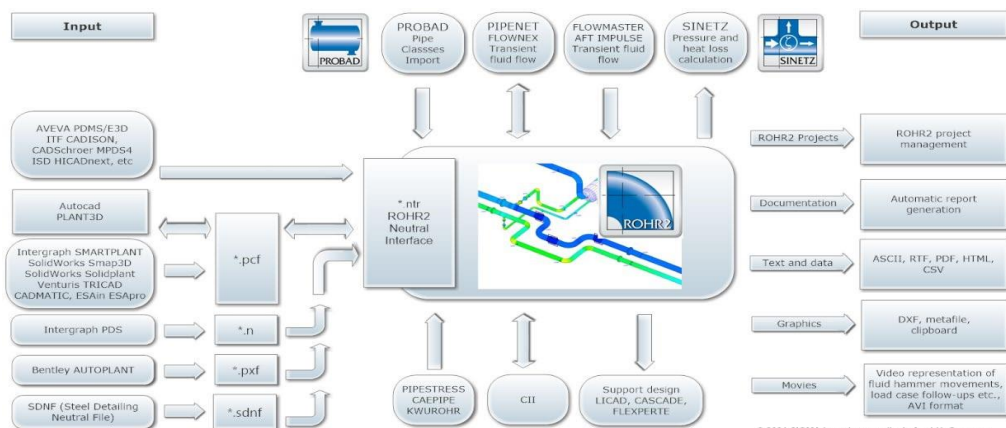 Input
PROBAD
PROBAD
Pipe
Classses
Import
PIPENET
FLOWNEX
Transient
fluid flow
FLOWMASTER
AFT IMPULSE
Transient fluid
flow
SINETZ
Pressure and
heat loss
calculation
SINETZ
Output
AVEVA PDMS/E3D
ITF CADISON,
CADSchroer MPDS4
ISD HICADnext, etc
Autocad
PLANT3D
Intergraph SMARTPLANT
SolidWorks Smap3D
SolidWorks Solidplant
Venturis TRICAD
CADMATIC, ESAin ESApro
Intergraph PDS
Bentley AUTOPLANT
SDNF (Steel Detailing
Neutral File)
*.pcf
*.n
*.pxf
*.sdnf
*.ntr
ROHR2
Neutral
Interface
ROHR2
PIPESTRESS
CAEPIPE
KWUROHR
CII
Support design
LICAD, CASCADE,
FLEXPERTE
ROHR2 Projects
ROHR2 project
management
Documentation
Automatic report
generation
Text and data
ASCII, RTF, PDF, HTML,
CSV
Graphics
DXF, metafile,
clipboard
Movies
Video representation of
fluid hammer movements,
load case follow-ups etc.,
AVI format